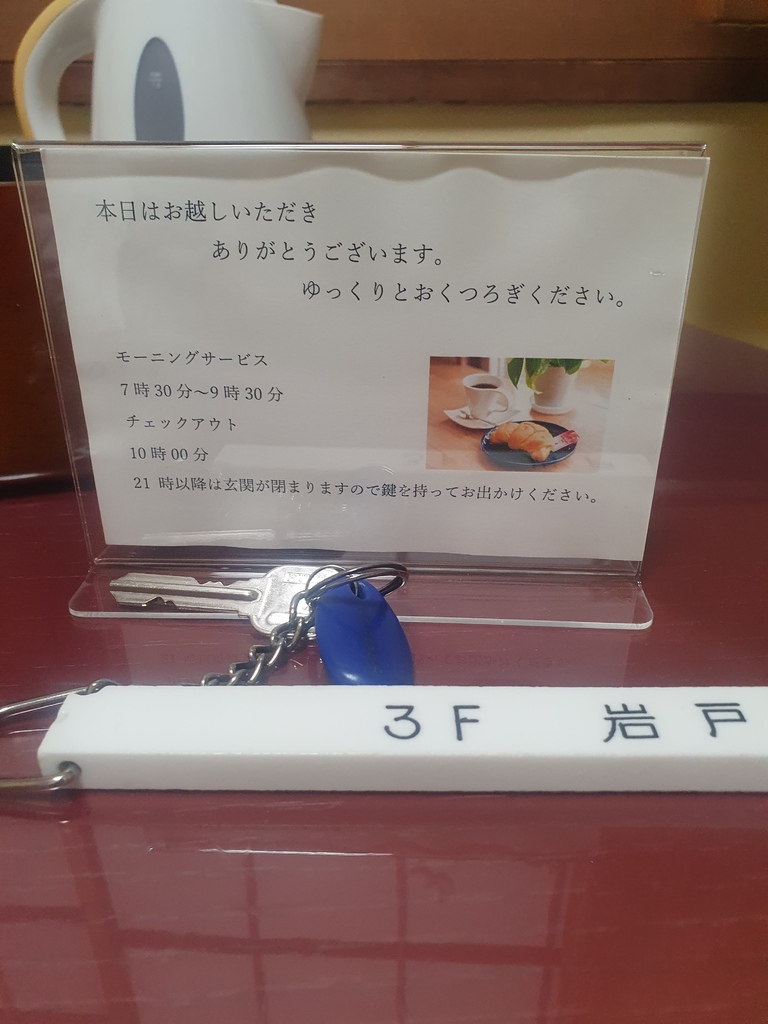 本日はお越しいただき
ありがとうございます。
ゆっくりとおくつろぎください。
モーニングサービス
7時30分～9時30分
チェックアウト
10時00分
21 時以降は玄関が閉まりますので鍵を持ってお出かけください。
3F 岩戸